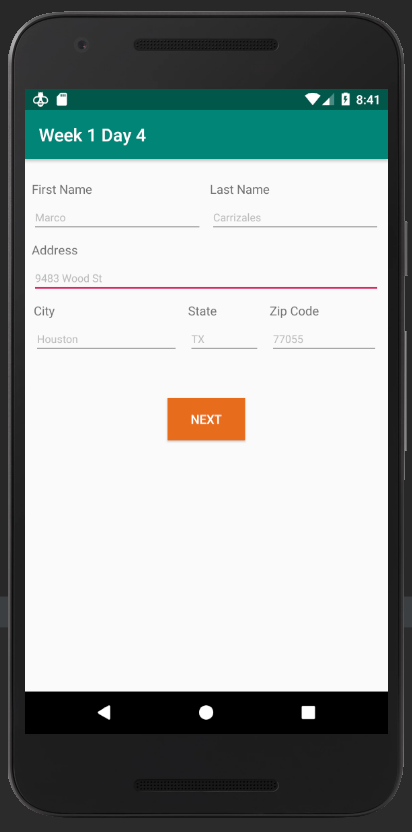 8:41
Week 1 Day 4
First Name Last Name
Marco Carrizales
Address
9483 Wood St
City State Zip Code
Houston TX 77055
NEXT